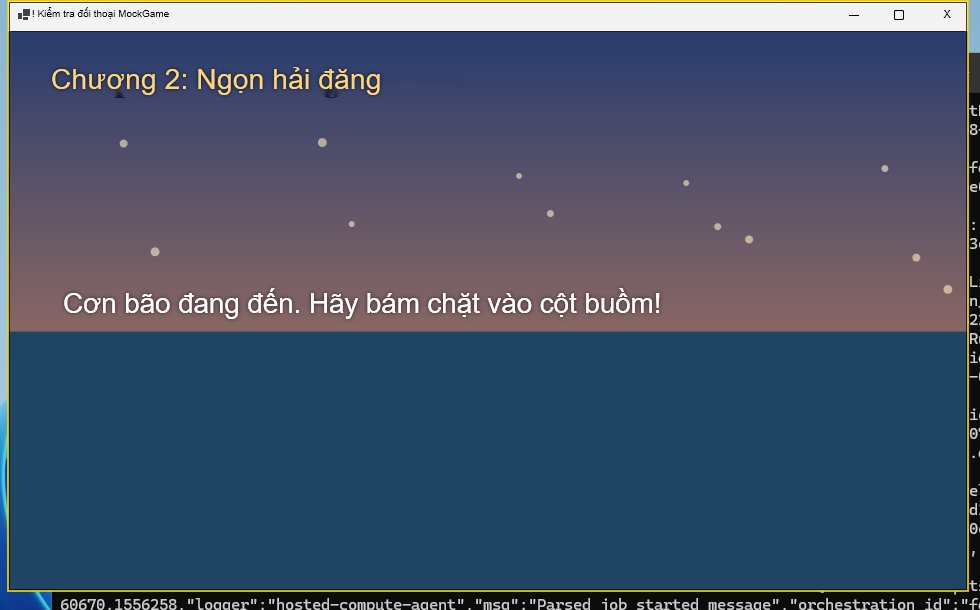 ! Kiểm tra đối thoại MockGame
Chương 2: Ngọn hải đăng
Cơn bão đang đến. Hãy bám chặt vào cột buồm!
60670.1556258,"logger":"hosted-compute-agent","msg":"Parsed job started message","orchestration_id":"f